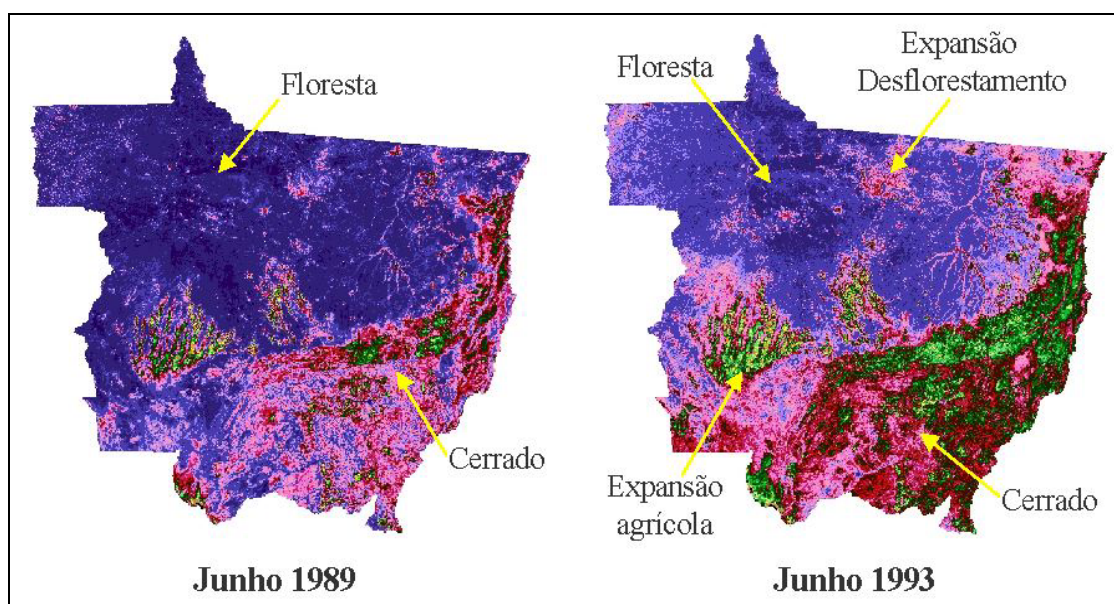 Floresta
Cerrado
Junho 1989
Floresta
Expansão
Desflorestamento
Expansão
agrícola
Cerrado
Junho 1993